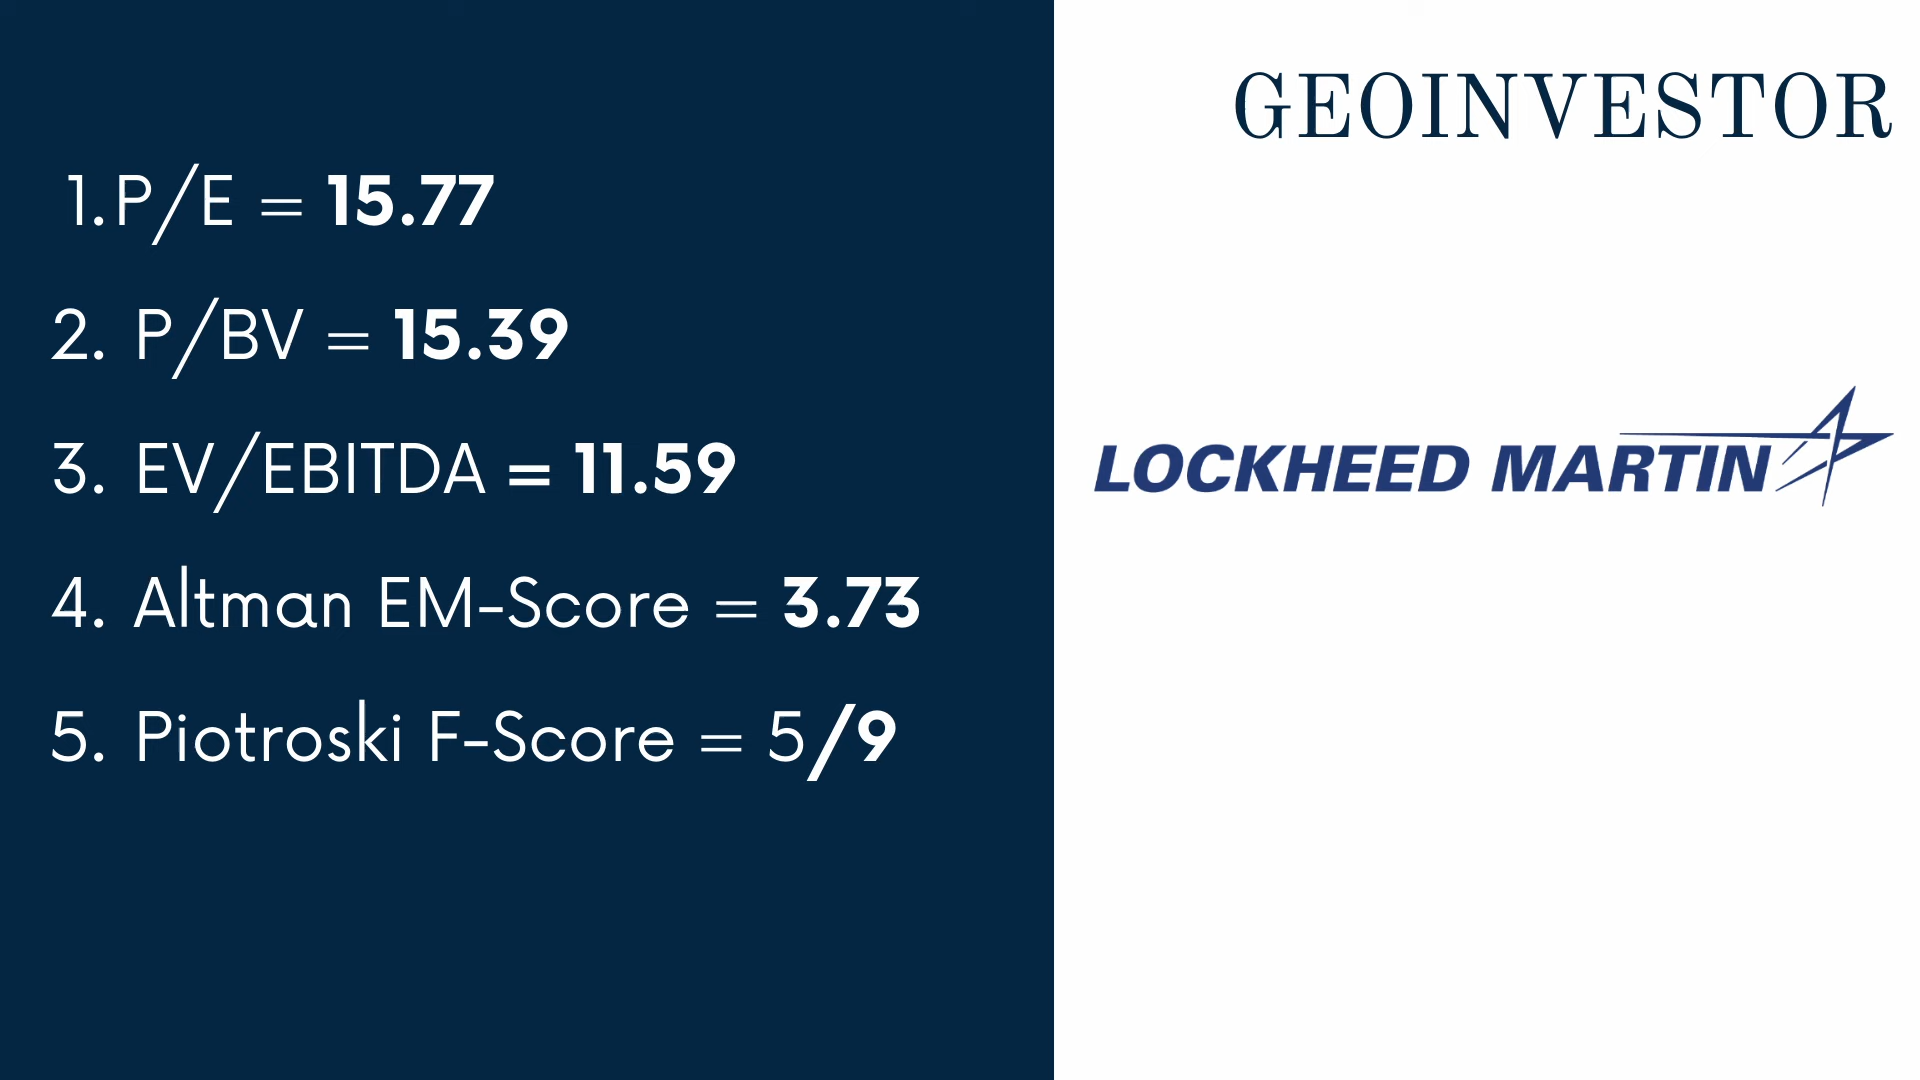 1. P/E = 15.77
2. P/BV = 15.39
3. EV/EBITDA = 11.59
4. Altman EM-Score = 3.73
5. Piotroski F-Score = 5/9
GEOINVESTOR
LOCKHEED MARTIN